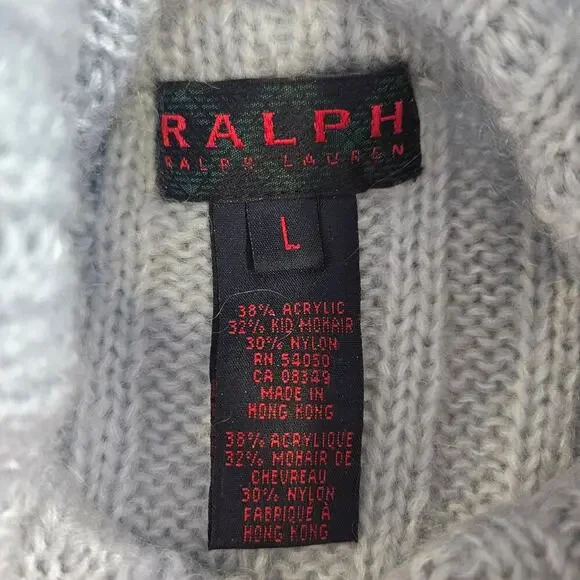 RALPH
RALPH LAUREN
L
38% ACRYLIC
32% KID MOHAIR
30% NYLON
RN 54050
CA 08349
MADE IN
HONG KONG
38% ACRYLIQUE
32% MOHAIR DE
CHEVREAU
30% NYLON
FABRIQUE À
HONG KONG